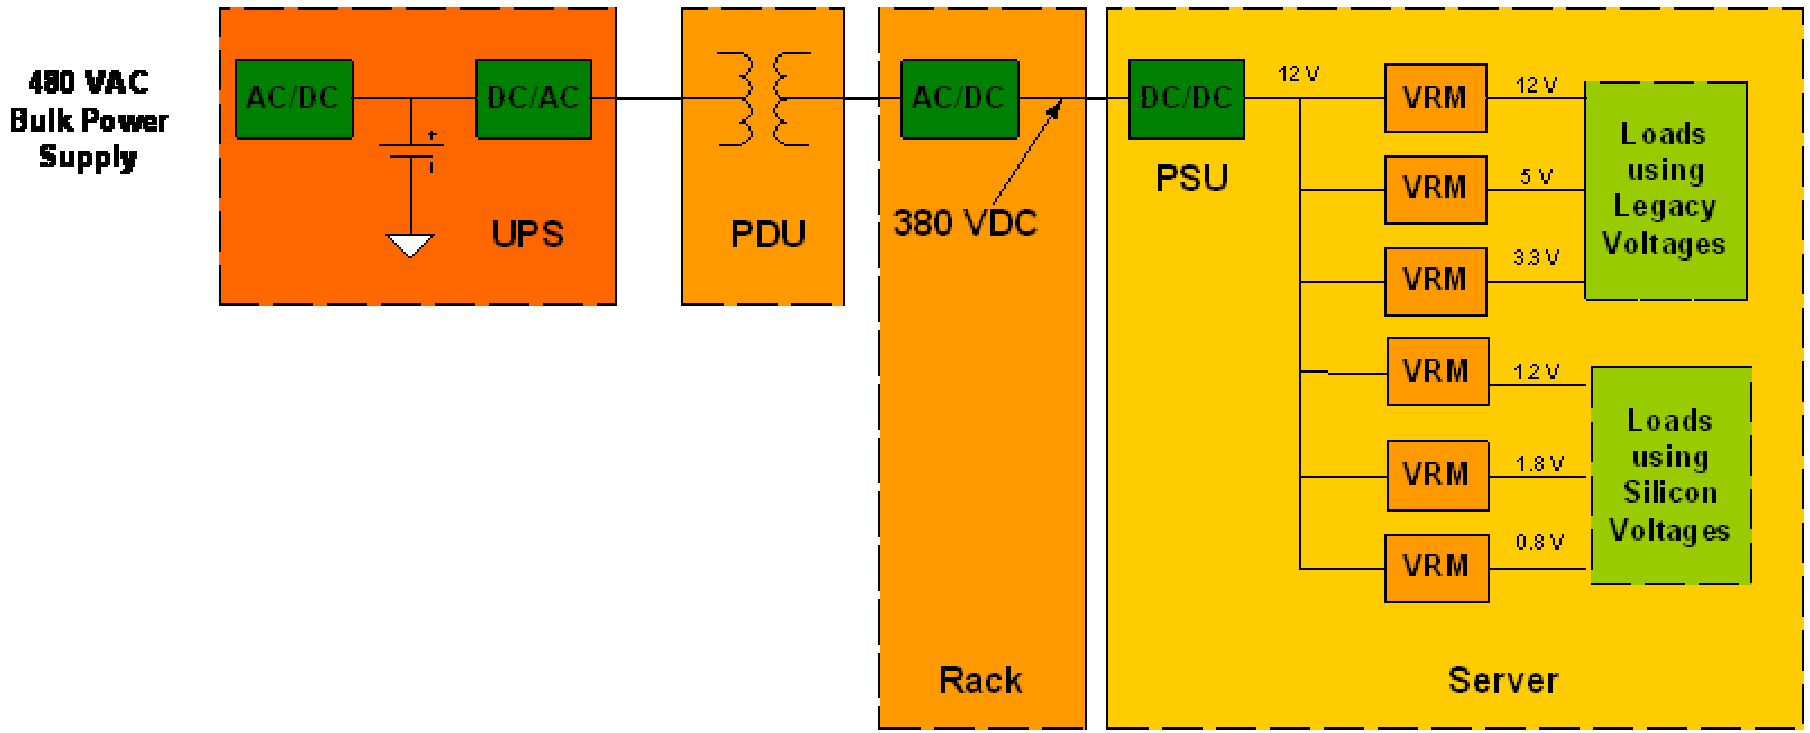 480 VAC
Bulk Power
Supply
AC/DC
DC/AC
+
UPS
PDU
AC/DC
380 VDC
Rack
DC/DC
PSU
12 V
VRM
12 V
VRM
5 V
VRM
3.3 V
Loads
using
Legacy
Voltages
VRM
12 V
VRM
1.8 V
VRM
0.8 V
Loads
using
Silicon
Voltages
Server